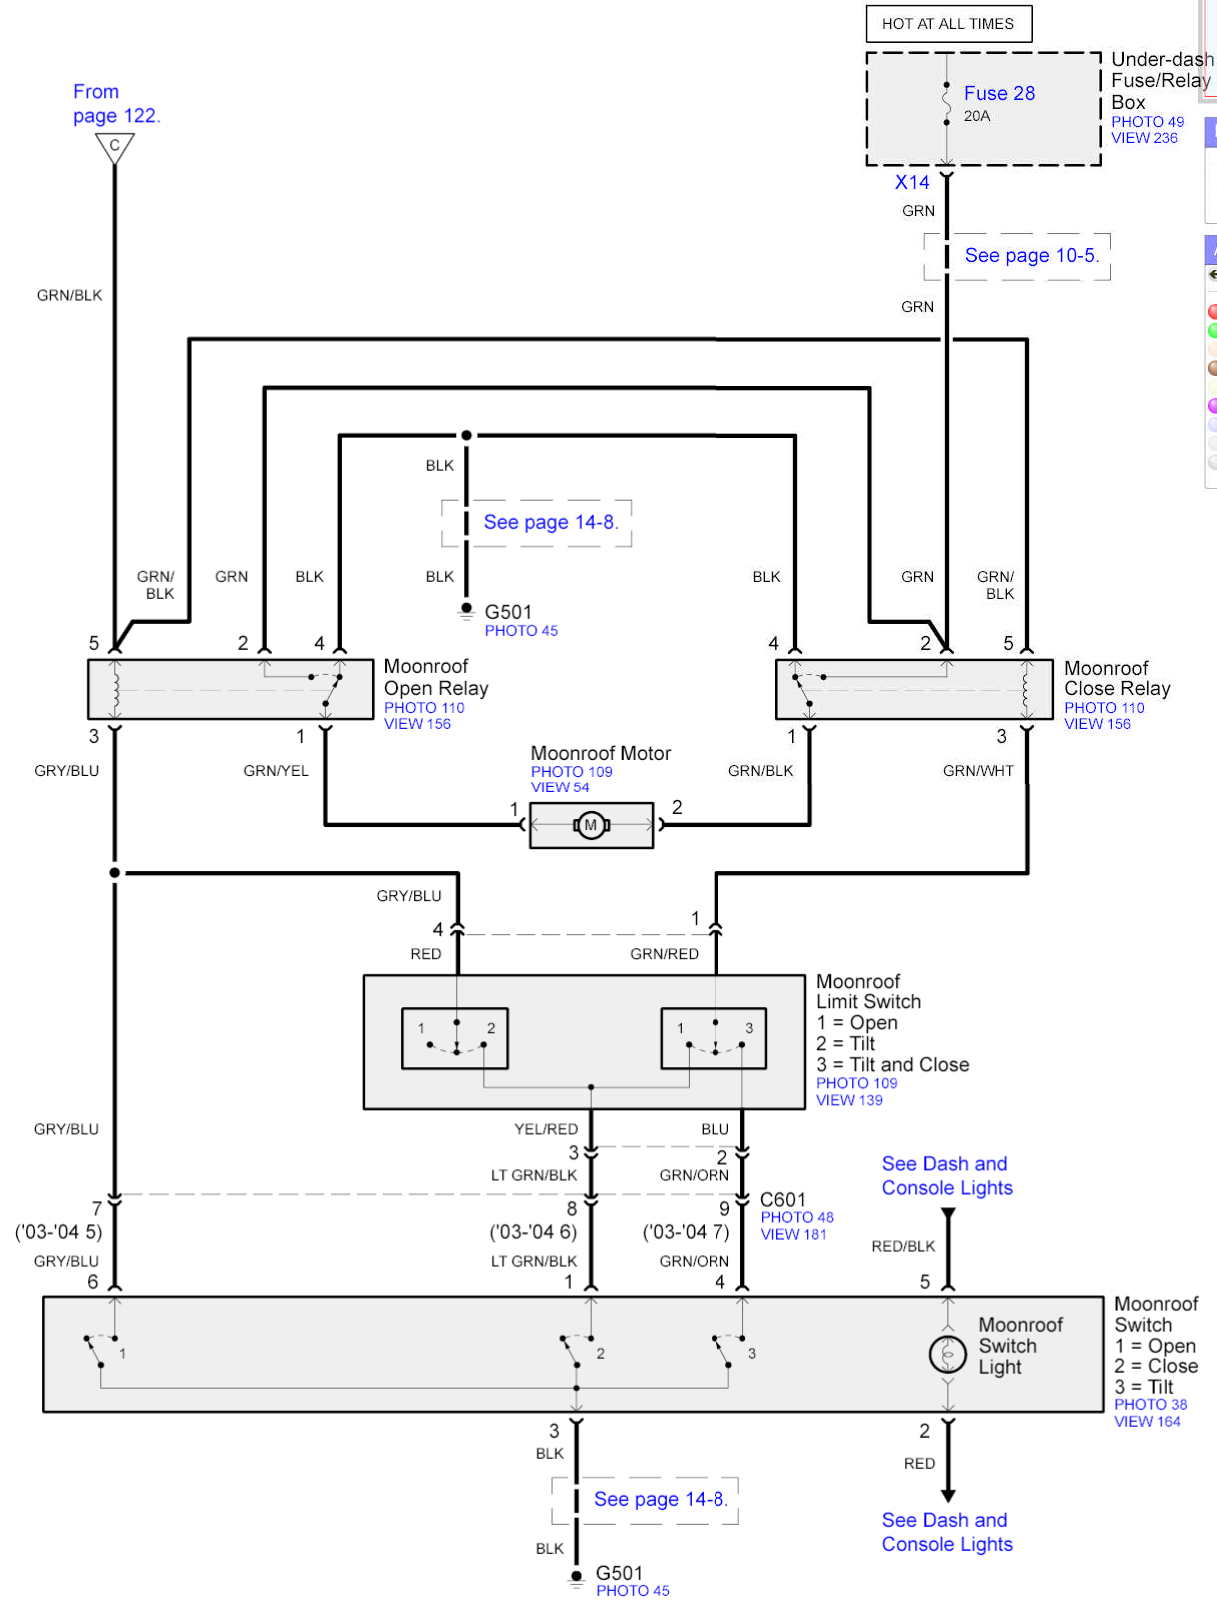 HOT AT ALL TIMES
Under-dash
Fuse/Relay
Box
PHOTO 49
VIEW 236
Fuse 28
20A
From
page 122.
C
X14
GRN
See page 10-5.
GRN/BLK
GRN
BLK
See page 14-8.
GRN/
BLK
GRN
BLK
BLK
BLK
GRN
GRN/
BLK
G501
PHOTO 45
5
2
4
4
2
5
Moonroof
Open Relay
PHOTO 110
VIEW 156
Moonroof
Close Relay
PHOTO 110
VIEW 156
3
1
1
3
GRY/BLU
GRN/YEL
Moonroof Motor
PHOTO 109
VIEW 54
GRN/BLK
GRN/WHT
1
M
2
GRY/BLU
4
1
RED
GRN/RED
Moonroof
Limit Switch
1 = Open
2 = Tilt
3 = Tilt and Close
PHOTO 109
VIEW 139
1
2
1
3
GRY/BLU
YEL/RED
BLU
3
2
LT GRN/BLK
GRN/ORN
See Dash and
Console Lights
7
8
9
C601
PHOTO 48
VIEW 181
('03-'04 5)
('03-'04 6)
('03-'04 7)
RED/BLK
GRY/BLU
LT GRN/BLK
GRN/ORN
6
1
4
5
1
2
3
Moonroof
Switch
Light
Moonroof
Switch
1 = Open
2 = Close
3 = Tilt
PHOTO 38
VIEW 164
3
2
BLK
RED
See page 14-8.
See Dash and
Console Lights
BLK
G501
PHOTO 45